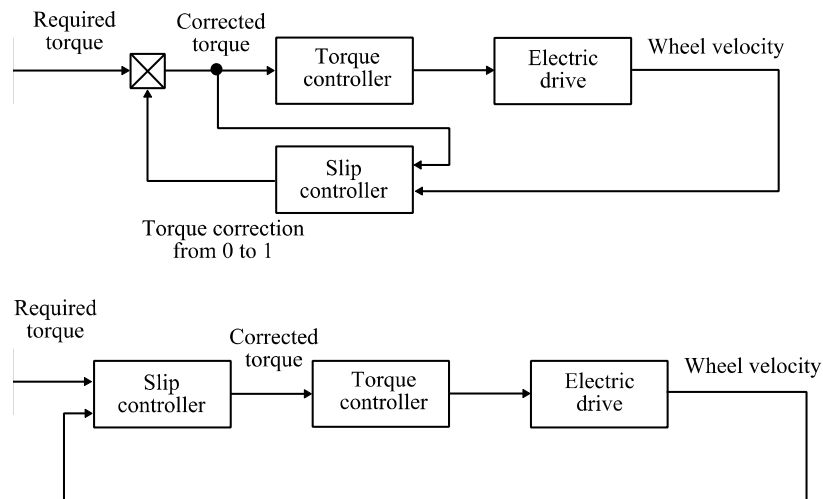 Required
torque
Corrected
torque
Torque
controller
Electric
drive
Wheel velocity
Slip
controller
Torque correction
from 0 to 1
Required
torque
Slip
controller
Corrected
torque
Torque
controller
Electric
drive
Wheel velocity